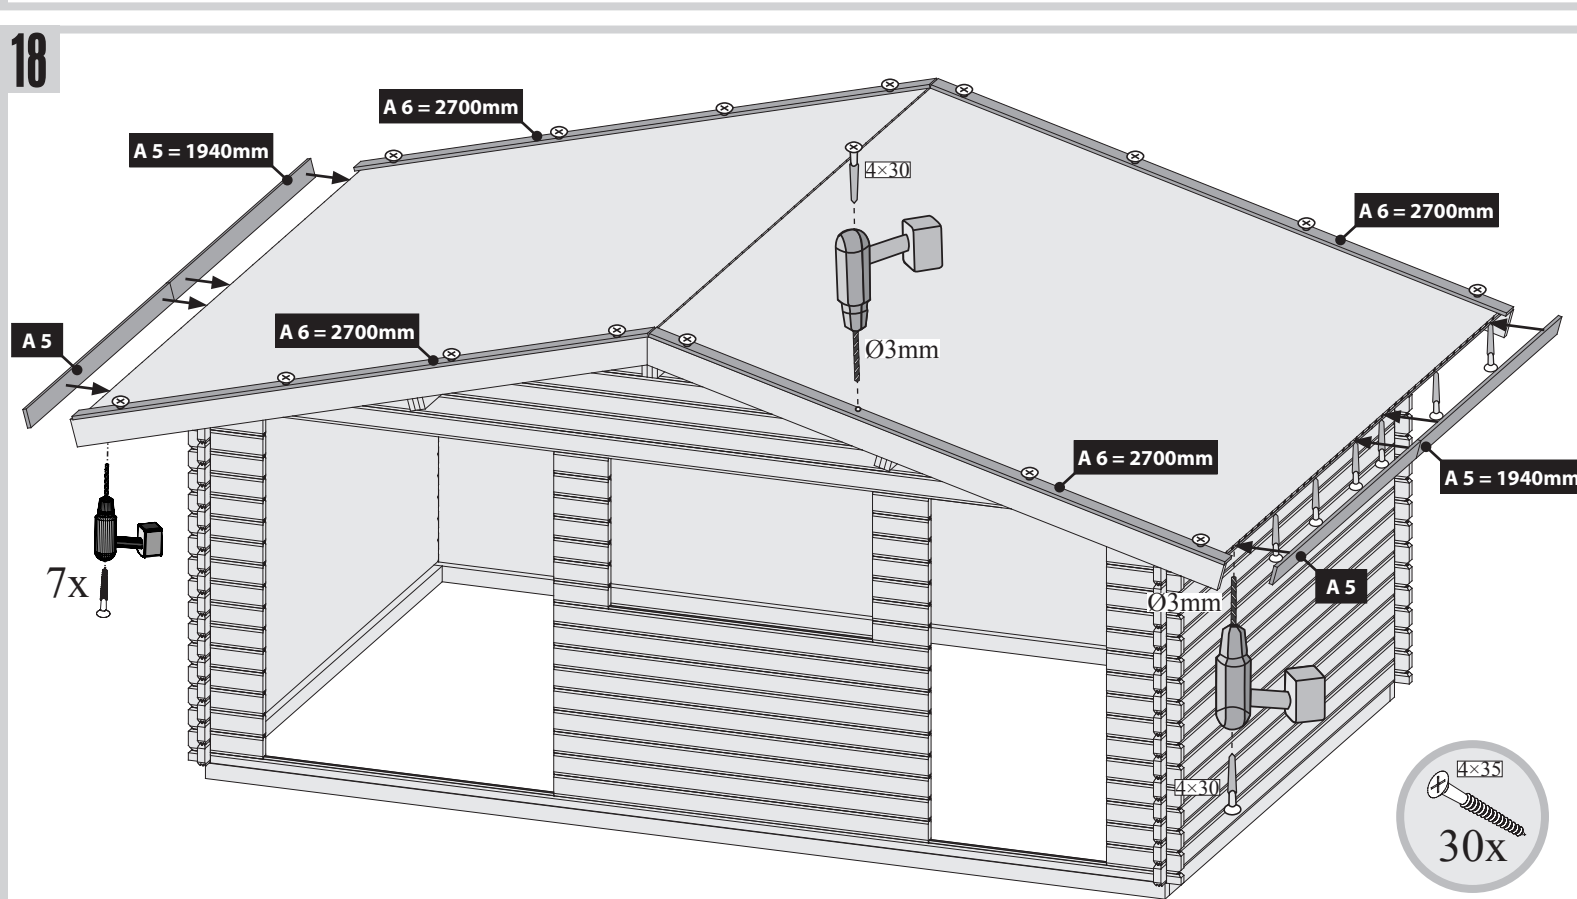 18
A 6 = 2700mm
A 5 = 1940mm
4×30
A 6 = 2700mm
A 6 = 2700mm
A 5
Ø3mm
A 6 = 2700mm
A 5 = 1940mm
7x
A 5
Ø3mm
4×30
4×35
30x